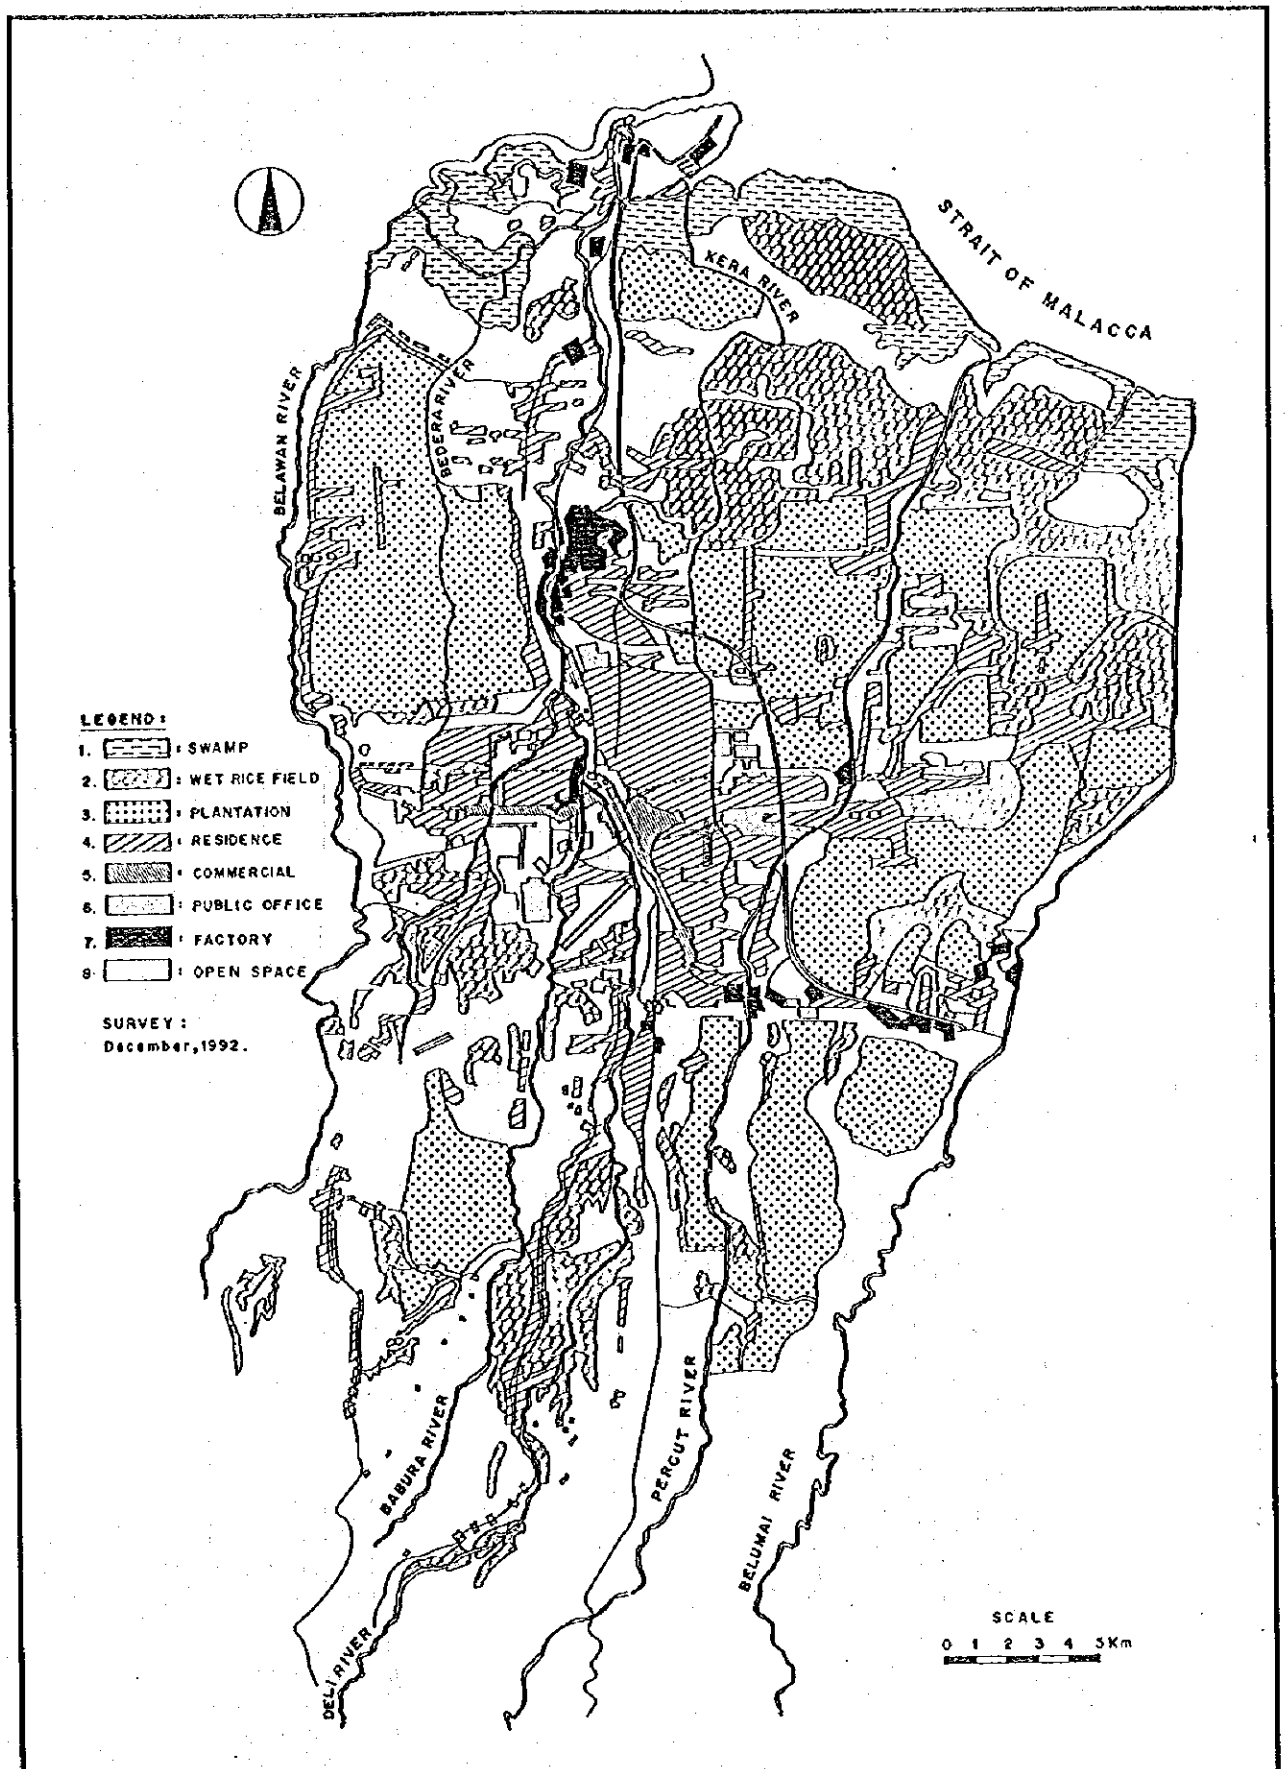 STRAIT OF MALACCA
KERA RIVER
BELAWAN RIVER
BEDERA RIVER
LEGEND :
1. : SWAMP
2. : WET RICE FIELD
3. : PLANTATION
4. : RESIDENCE
5. : COMMERCIAL
6. : PUBLIC OFFICE
7. : FACTORY
8. : OPEN SPACE
SURVEY :
December, 1992.
BABURA RIVER
PERCUT RIVER
BELUMAI RIVER
DELI RIVER
SCALE
0 1 2 3 4 5Km